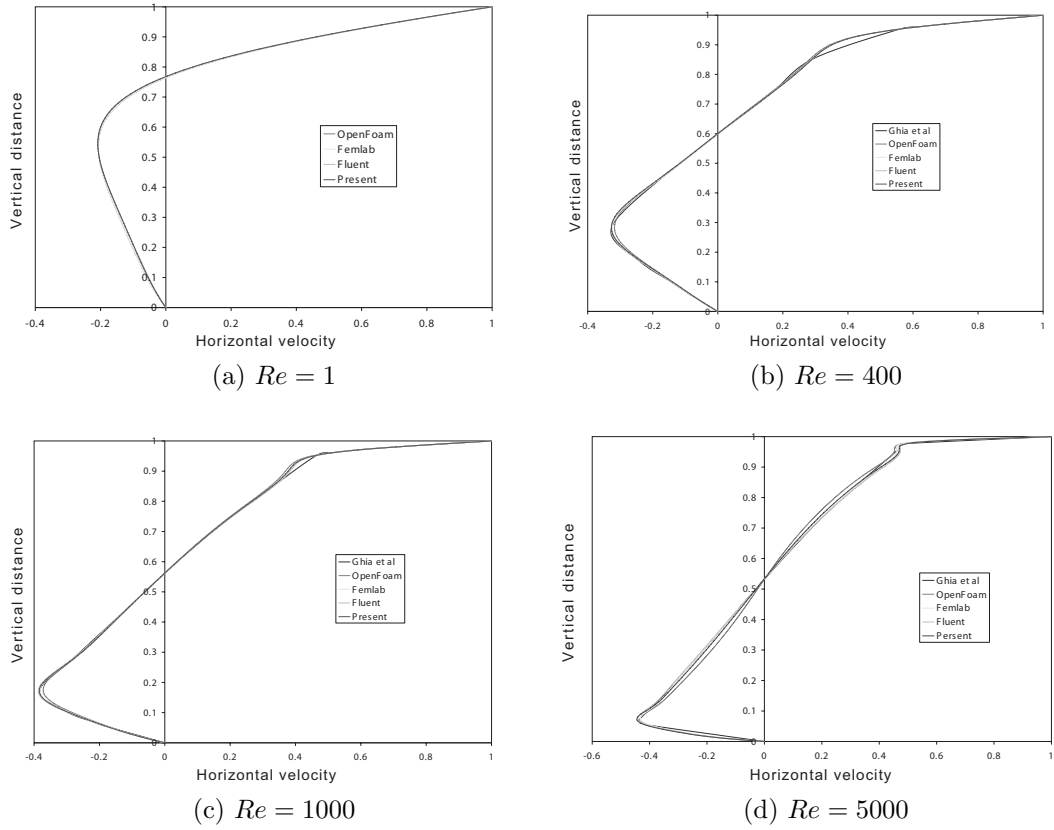 1
0.9
0.8
0.7
0.6
0.5
0.4
0.3
0.2
0.1
0
-0.4 -0.2 0 0.2 0.4 0.6 0.8 1
Vertical distance
Horizontal velocity
OpenFoam
Femlab
Fluent
Present
(a) Re = 1
1
0.9
0.8
0.7
0.6
0.5
0.4
0.3
0.2
0.1
0
-0.4 -0.2 0 0.2 0.4 0.6 0.8 1
Vertical distance
Horizontal velocity
Ghia et al
OpenFoam
Femlab
Fluent
Present
(b) Re = 400
1
0.9
0.8
0.7
0.6
0.5
0.4
0.3
0.2
0.1
0
-0.4 -0.2 0 0.2 0.4 0.6 0.8 1
Vertical distance
Horizontal velocity
Ghia et al
OpenFoam
Femlab
Fluent
Present
(c) Re = 1000
1
0.9
0.8
0.7
0.6
0.5
0.4
0.3
0.2
0.1
0
-0.6 -0.4 -0.2 0 0.2 0.4 0.6 0.8 1
Vertical distance
Horizontal velocity
Ghia et al
OpenFoam
Femlab
Fluent
Persent
(d) Re = 5000